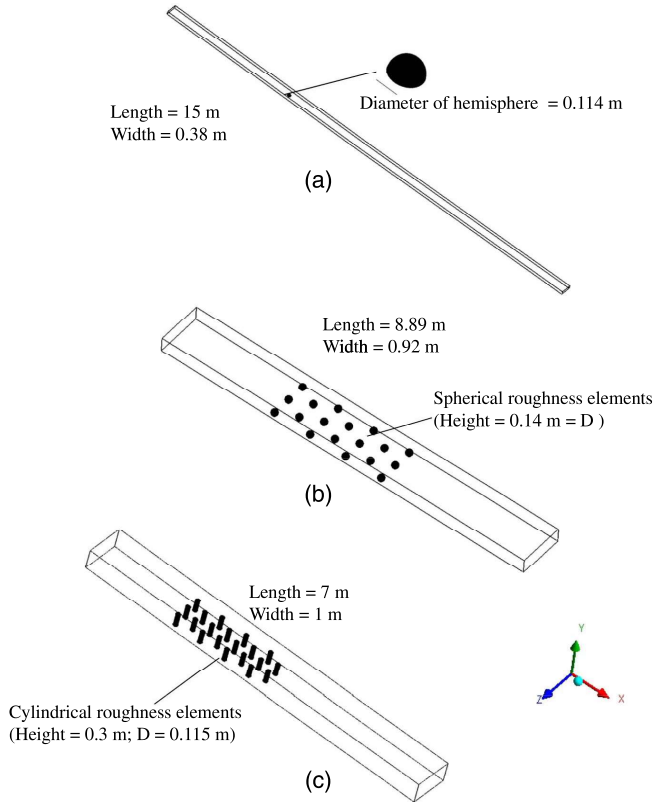 Diameter of hemisphere = 0.114 m
Length = 15 m
Width = 0.38 m
(a)
Length = 8.89 m
Width = 0.92 m
Spherical roughness elements
(Height = 0.14 m = D )
(b)
Length = 7 m
Width = 1 m
Cylindrical roughness elements
(Height = 0.3 m; D = 0.115 m)
(c)
Y
Z
X